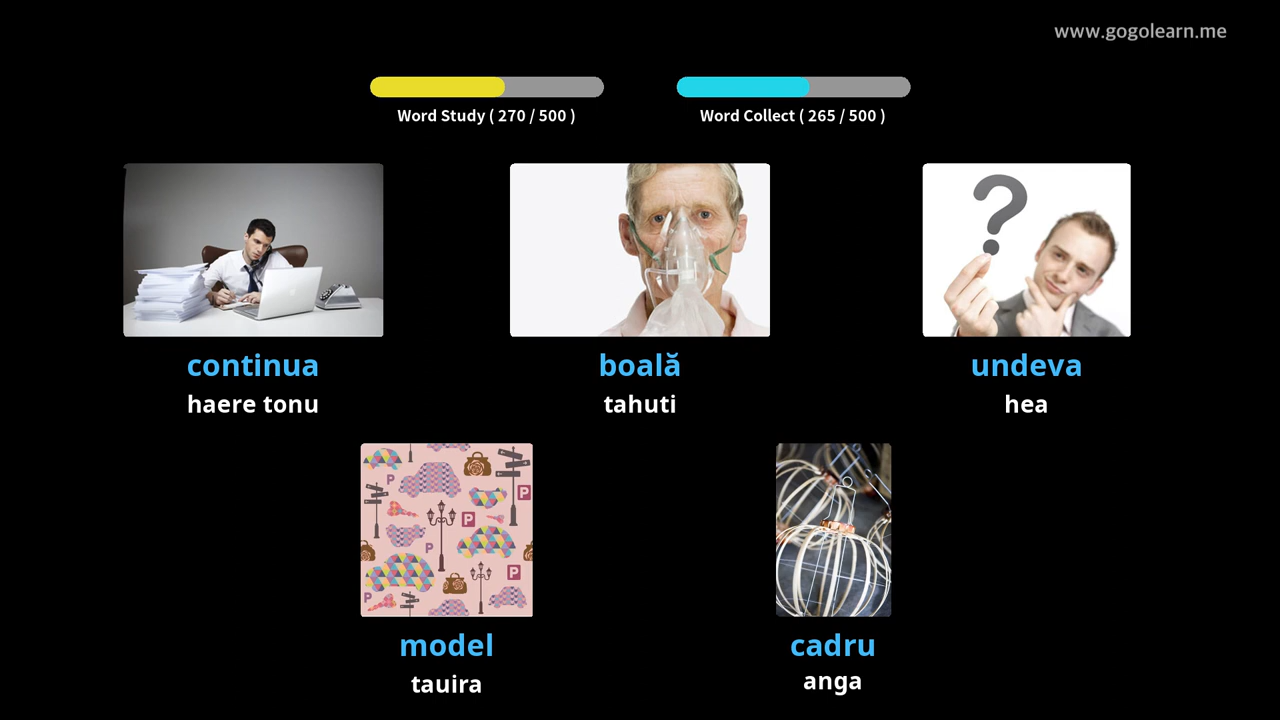 www.gogolearn.me
Word Study ( 270 / 500 )
Word Collect ( 265 / 500 )
continua
haere tonu
boală
tahuti
undeva
hea
P
P
P
P
P
P
model
tauira
cadru
anga